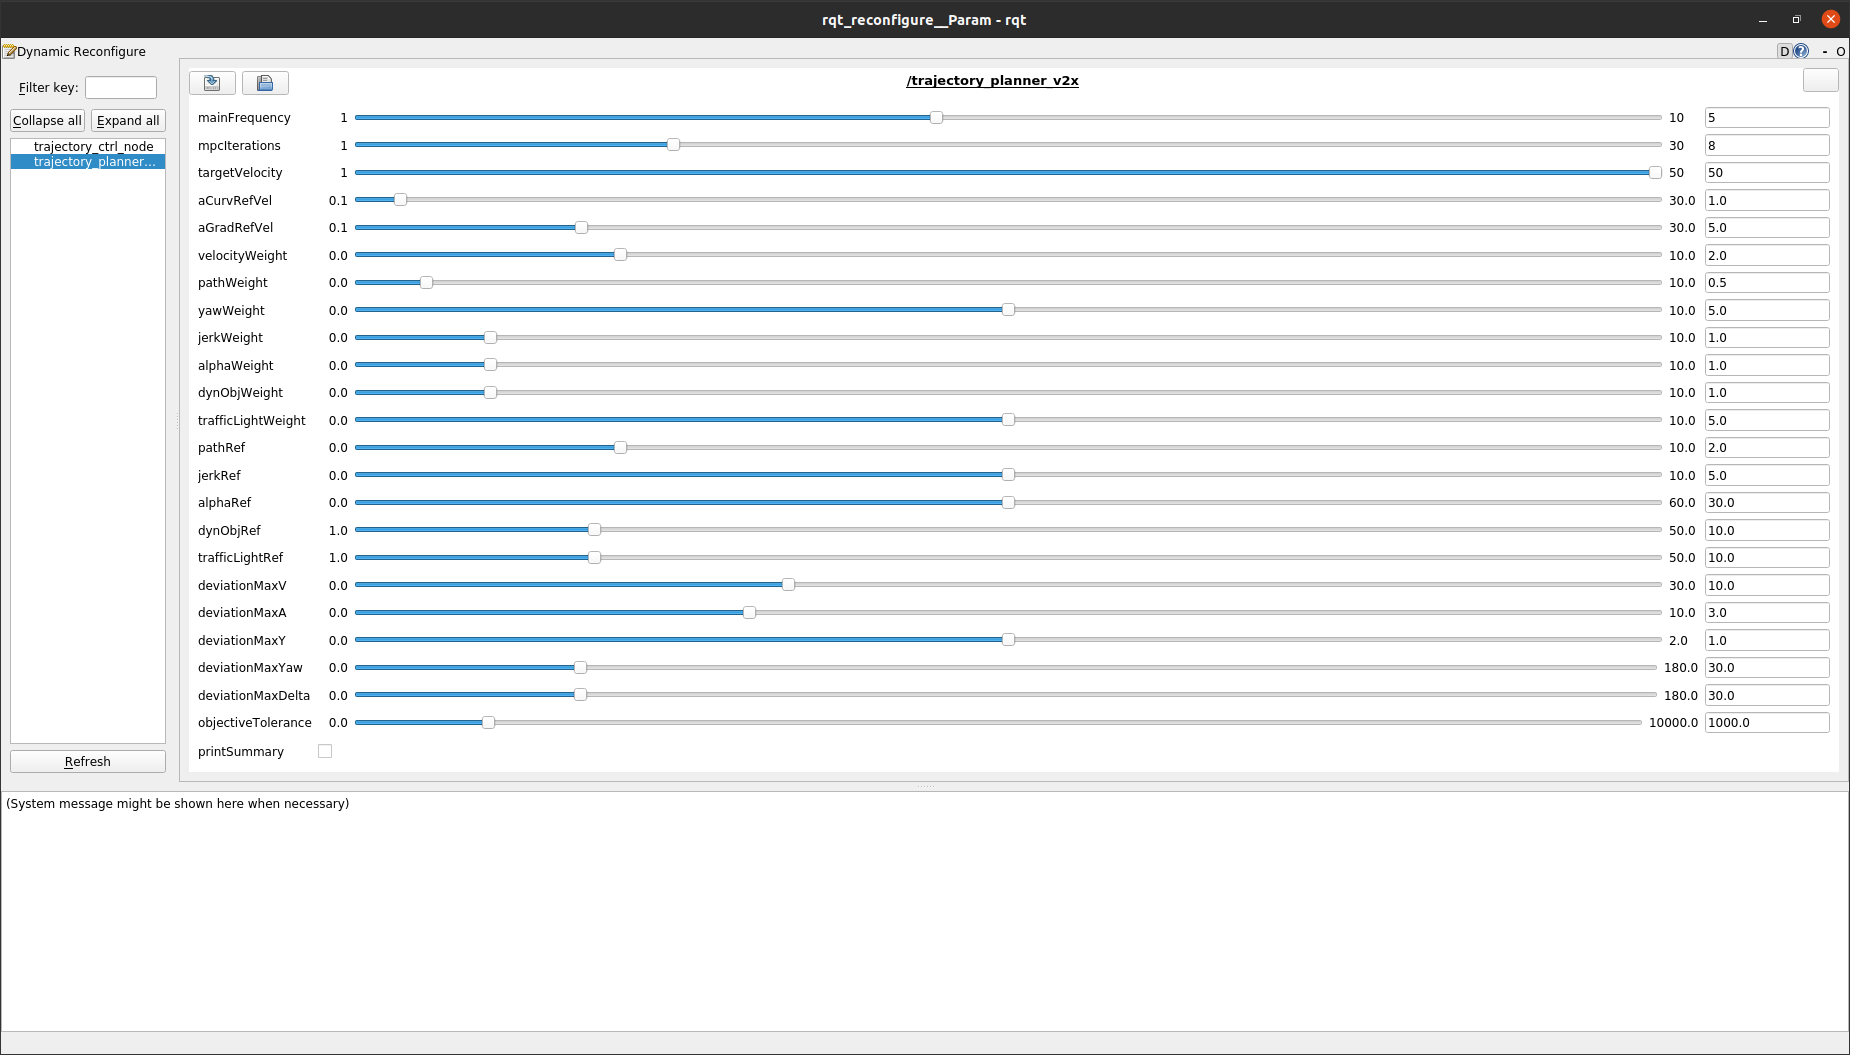 rqt_reconfigure__Param - rqt
Dynamic Reconfigure
D ? - O
Filter key:
Collapse all Expand all
trajectory_ctrl_node
trajectory_planner...
Refresh
/trajectory_planner_v2x
mainFrequency 1 10 5
mpcIterations 1 30 8
targetVelocity 1 50 50
aCurvRefVel 0.1 30.0 1.0
aGradRefVel 0.1 30.0 5.0
velocityWeight 0.0 10.0 2.0
pathWeight 0.0 10.0 0.5
yawWeight 0.0 10.0 5.0
jerkWeight 0.0 10.0 1.0
alphaWeight 0.0 10.0 1.0
dynObjWeight 0.0 10.0 1.0
trafficLightWeight 0.0 10.0 5.0
pathRef 0.0 10.0 2.0
jerkRef 0.0 10.0 5.0
alphaRef 0.0 60.0 30.0
dynObjRef 1.0 50.0 10.0
trafficLightRef 1.0 50.0 10.0
deviationMaxV 0.0 30.0 10.0
deviationMaxA 0.0 10.0 3.0
deviationMaxY 0.0 2.0 1.0
deviationMaxYaw 0.0 180.0 30.0
deviationMaxDelta 0.0 180.0 30.0
objectiveTolerance 0.0 10000.0 1000.0
printSummary
(System message might be shown here when necessary)